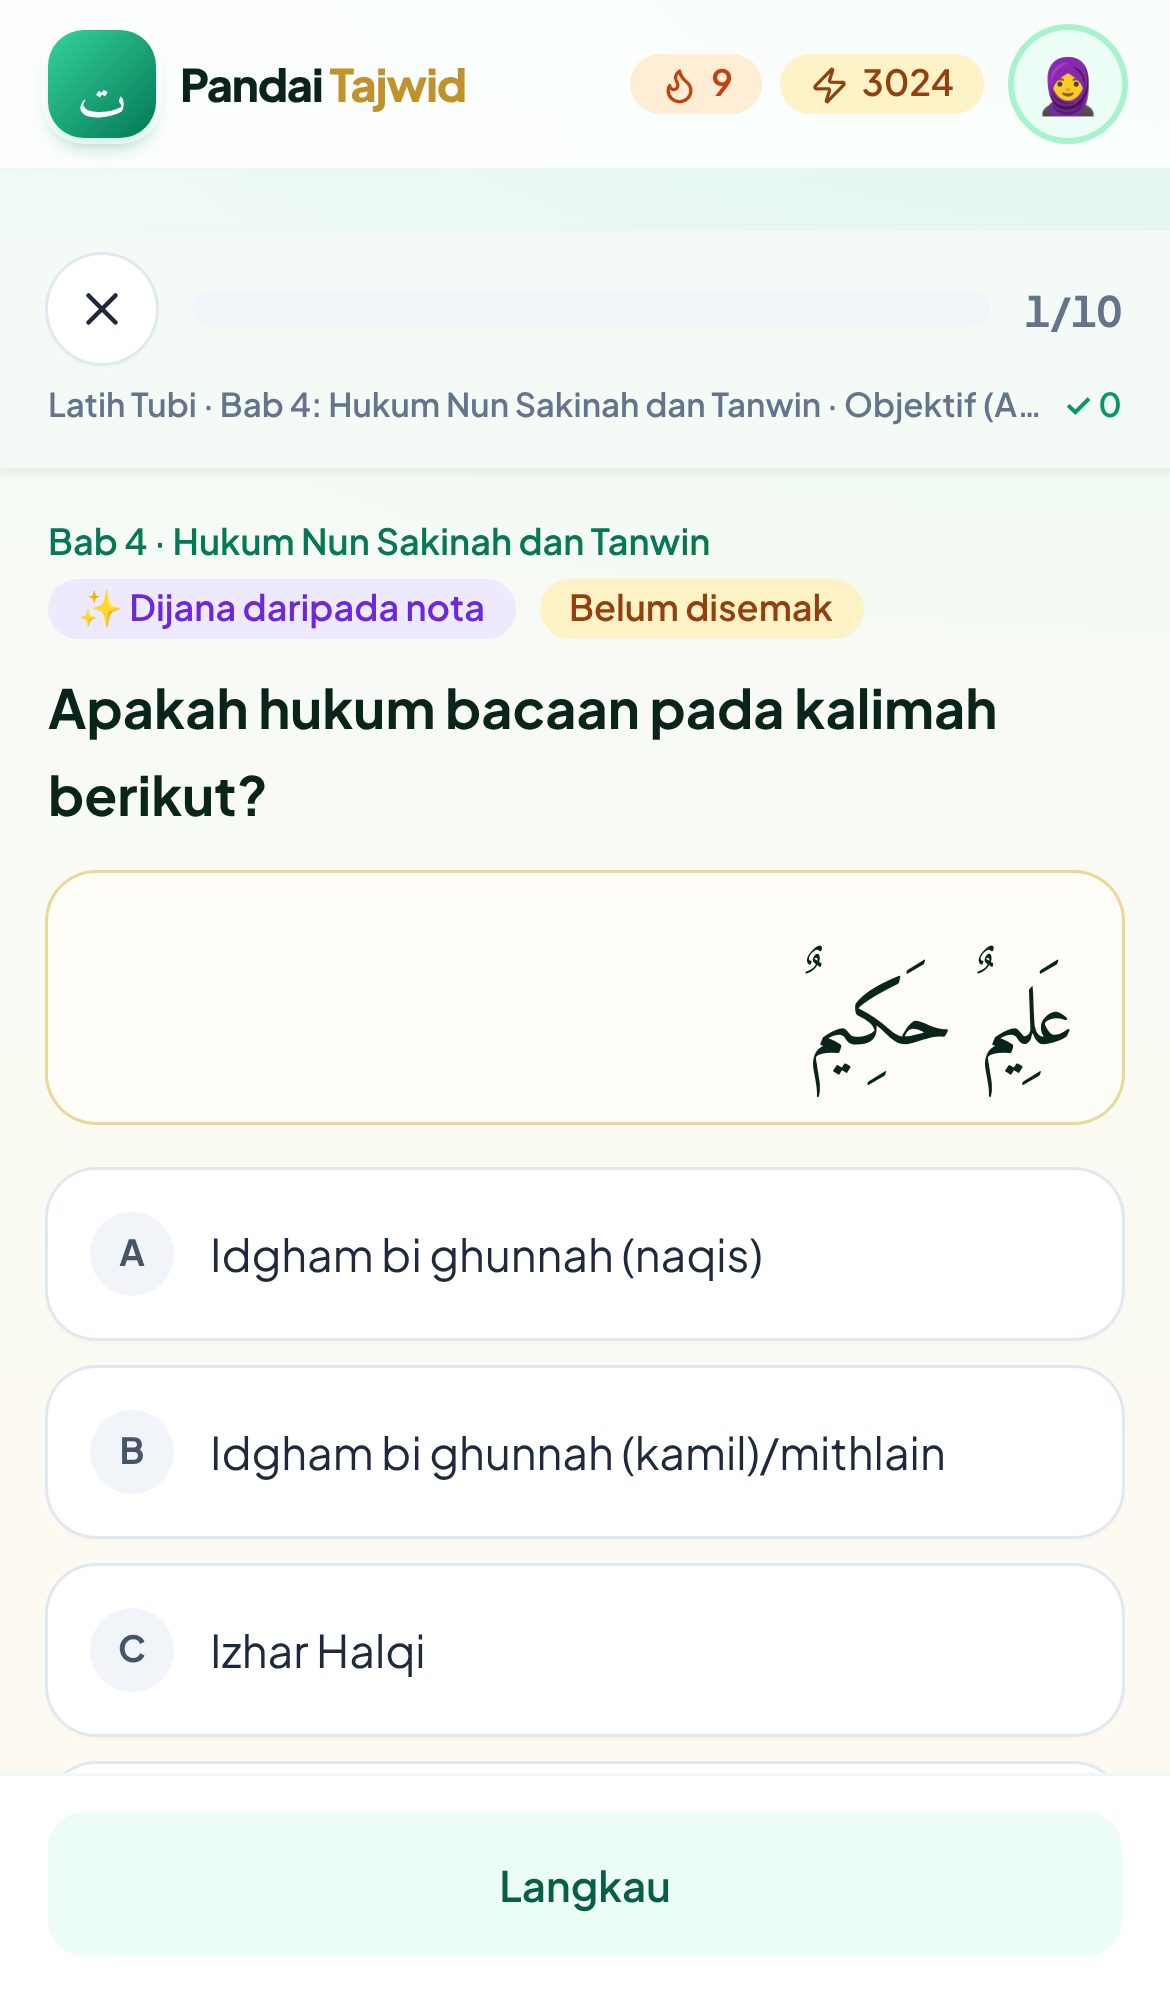 ت
Pandai Tajwid
9
3024
1/10
Latih Tubi · Bab 4: Hukum Nun Sakinah dan Tanwin · Objektif (A...
0
Bab 4 · Hukum Nun Sakinah dan Tanwin
✨ Dijana daripada nota
Belum disemak
Apakah hukum bacaan pada kalimah
berikut?
عَلِيمٌ حَكِيمٌ
A
Idgham bi ghunnah (naqis)
B
Idgham bi ghunnah (kamil)/mithlain
C
Izhar Halqi
Langkau